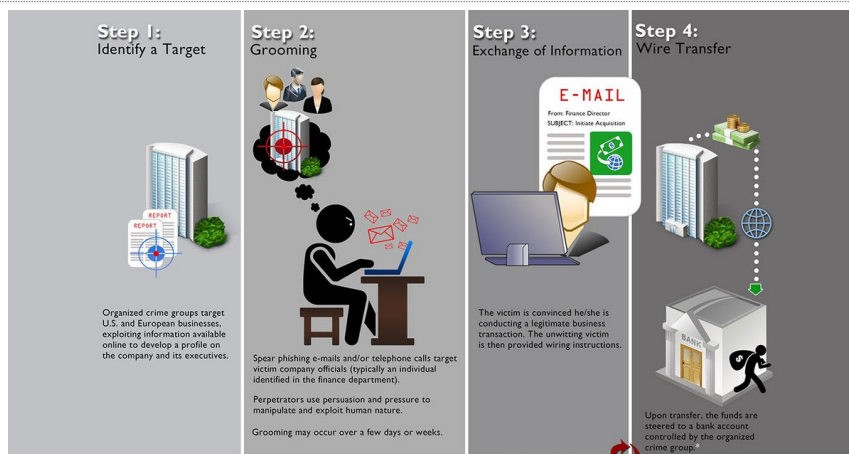 Step 1:
Identify a Target
REPORT
REPORT
Organized crime groups target
U.S. and European businesses,
exploiting information available
online to develop a profile on
the company and its executives.
Step 2:
Grooming
Spear phishing e-mails and/or telephone calls target
victim company officials (typically an individual
identified in the finance department).
Perpetrators use persuasion and pressure to
manipulate and exploit human nature.
Grooming may occur over a few days or weeks.
Step 3:
Exchange of Information
E-MAIL
From: Finance Director
SUBJECT: Initiate Acquisition
The victim is convinced he/she is
conducting a legitimate business
transaction. The unwitting victim
is then provided wiring instructions.
Step 4:
Wire Transfer
BANK
$
Upon transfer, the funds are
steered to a bank account
controlled by the organized
crime group.*